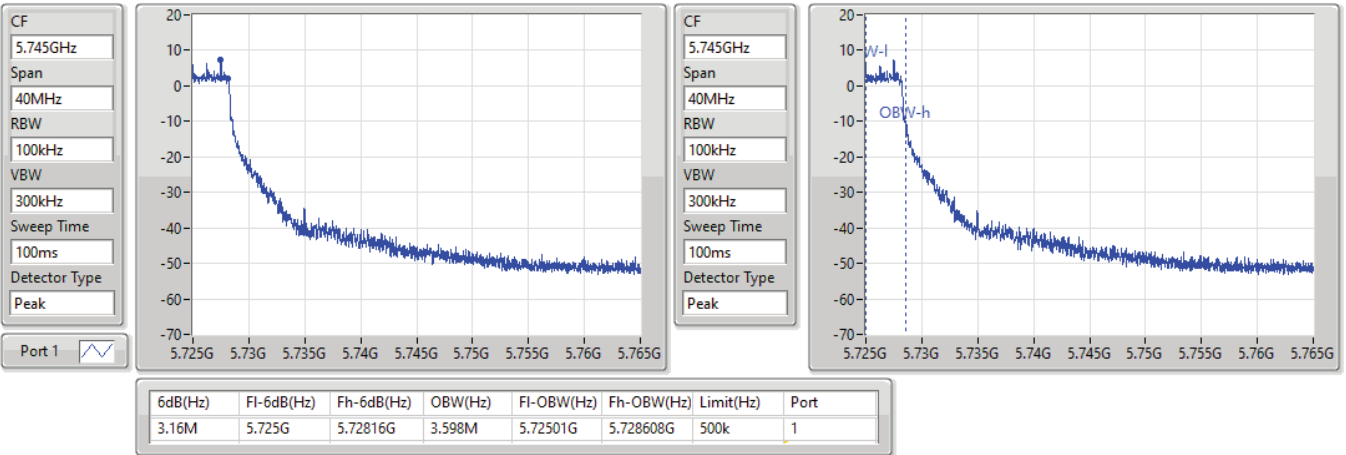 CF
5.745GHz
Span
40MHz
RBW
100kHz
VBW
300kHz
Sweep Time
100ms
Detector Type
Peak
Port 1
20
10
0
-10
-20
-30
-40
-50
-60
-70
5.725G 5.73G 5.735G 5.74G 5.745G 5.75G 5.755G 5.76G 5.765G
CF
5.745GHz
Span
40MHz
RBW
100kHz
VBW
300kHz
Sweep Time
100ms
Detector Type
Peak
20
10
0
-10
-20
-30
-40
-50
-60
-70
W-l
OBW-h
5.725G 5.73G 5.735G 5.74G 5.745G 5.75G 5.755G 5.76G 5.765G
6dB(Hz) Fl-6dB(Hz) Fh-6dB(Hz) OBW(Hz) Fl-OBW(Hz) Fh-OBW(Hz) Limit(Hz) Port
3.16M 5.725G 5.72816G 3.598M 5.72501G 5.728608G 500k 1